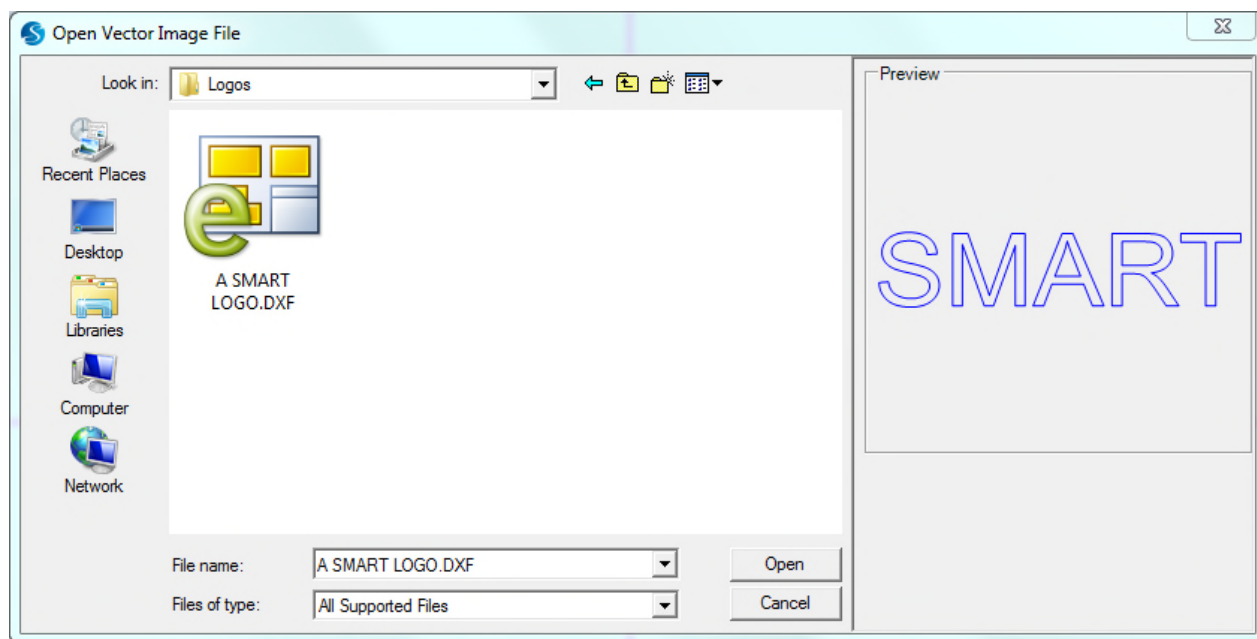 Open Vector Image File
Look in:
Logos
Preview
Recent Places
Desktop
Libraries
Computer
Network
A SMART
LOGO.DXF
SMART
File name:
A SMART LOGO.DXF
Open
Files of type:
All Supported Files
Cancel